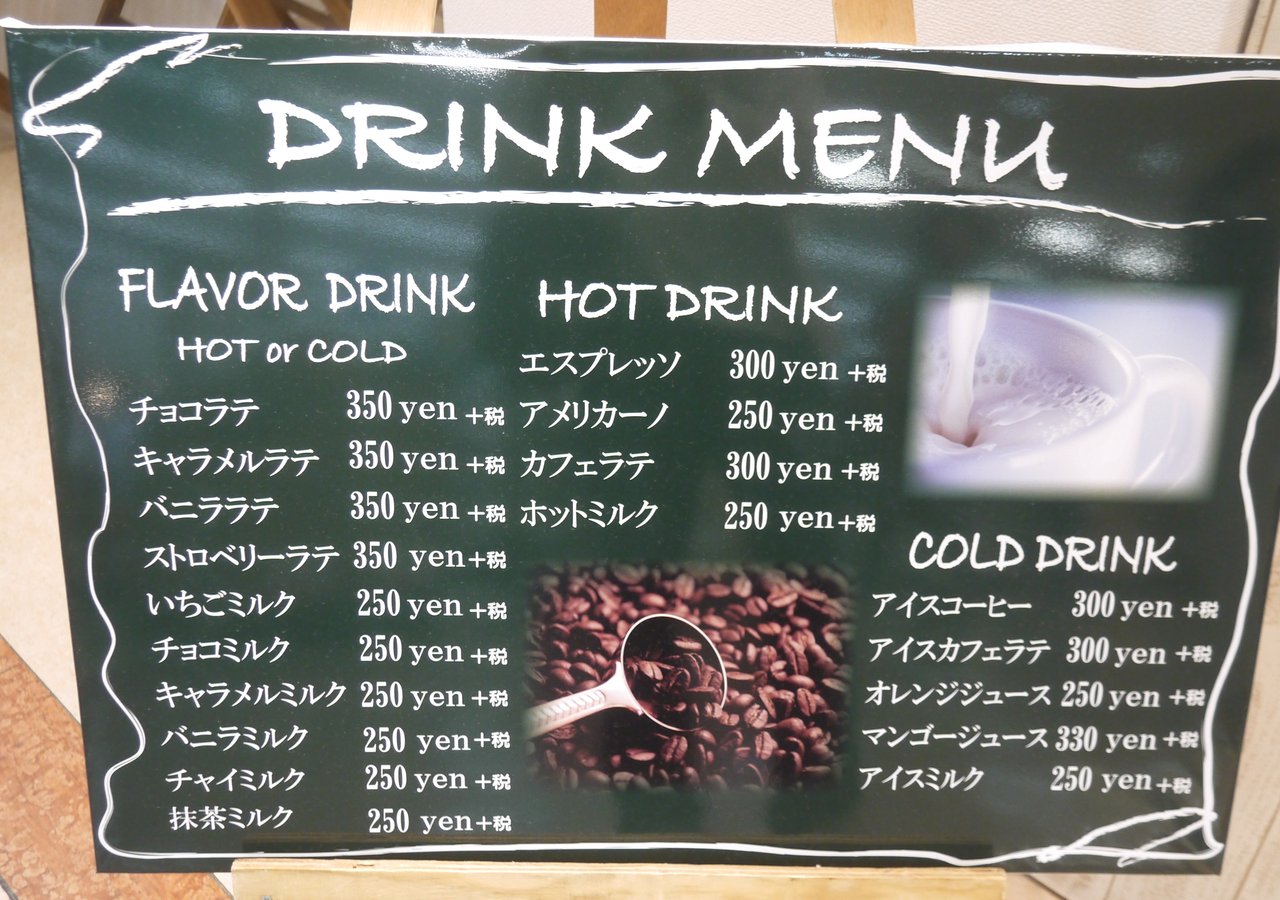 DRINK MENU
FLAVOR DRINK
HOT or COLD
チョコラテ 350 yen +税
キャラメルラテ 350 yen +税
バニララテ 350 yen +税
ストロベリーラテ 350 yen+税
いちごミルク 250 yen +税
チョコミルク 250 yen +税
キャラメルミルク 250 yen +税
バニラミルク 250 yen+税
チャイミルク 250 yen +税
抹茶ミルク 250 yen+税
HOT DRINK
エスプレッソ 300 yen +税
アメリカーノ 250 yen +税
カフェラテ 300 yen +税
ホットミルク 250 yen+税
COLD DRINK
アイスコーヒー 300 yen +税
アイスカフェラテ 300 yen +税
オレンジジュース 250 yen +税
マンゴージュース 330 yen +税
アイスミルク 250 yen +税